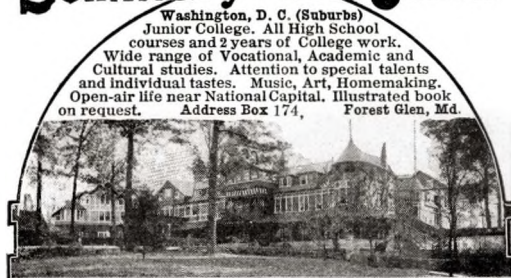 Washington, D. C. (Suburbs)
Junior College. All High School
courses and 2 years of College work.
Wide range of Vocational, Academic and
Cultural studies. Attention to special talents
and individual tastes. Music, Art, Homemaking.
Open-air life near National Capital. Illustrated book
on request. Address Box 174, Forest Glen, Md.